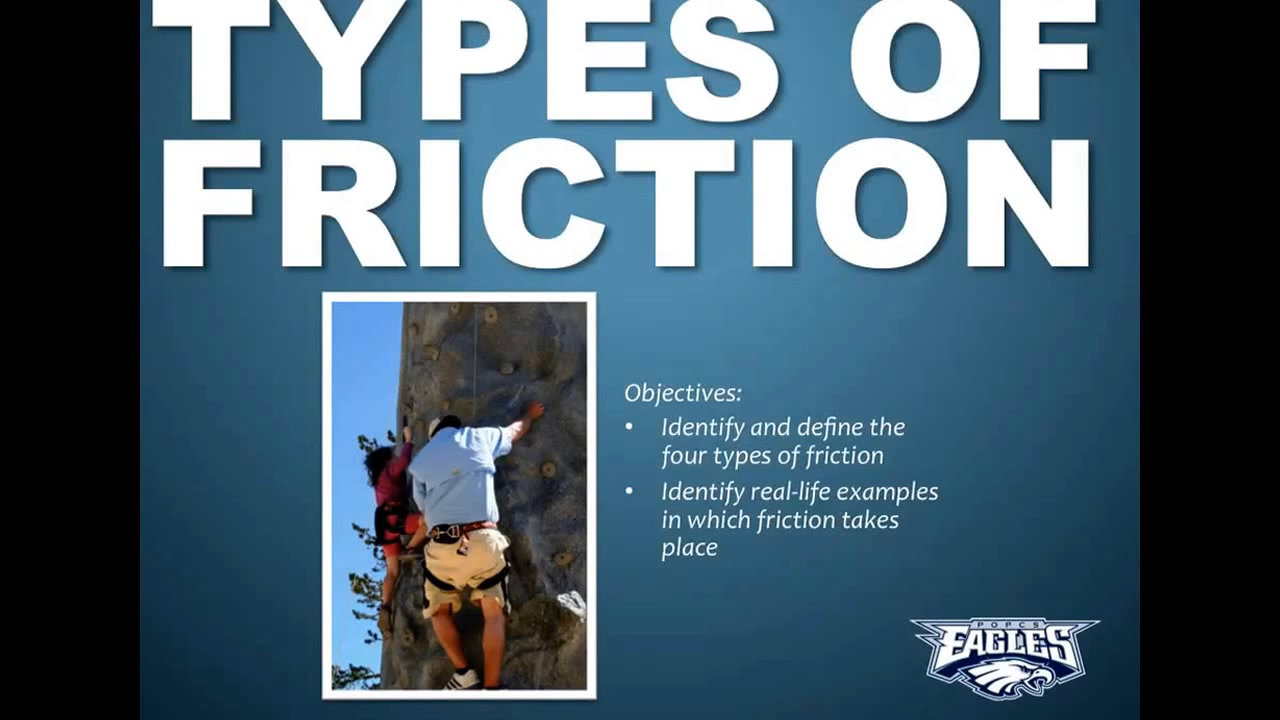 TYPES OF
FRICTION
Objectives:
• Identify and define the
four types of friction
• Identify real-life examples
in which friction takes
place
POPCS
EAGLES